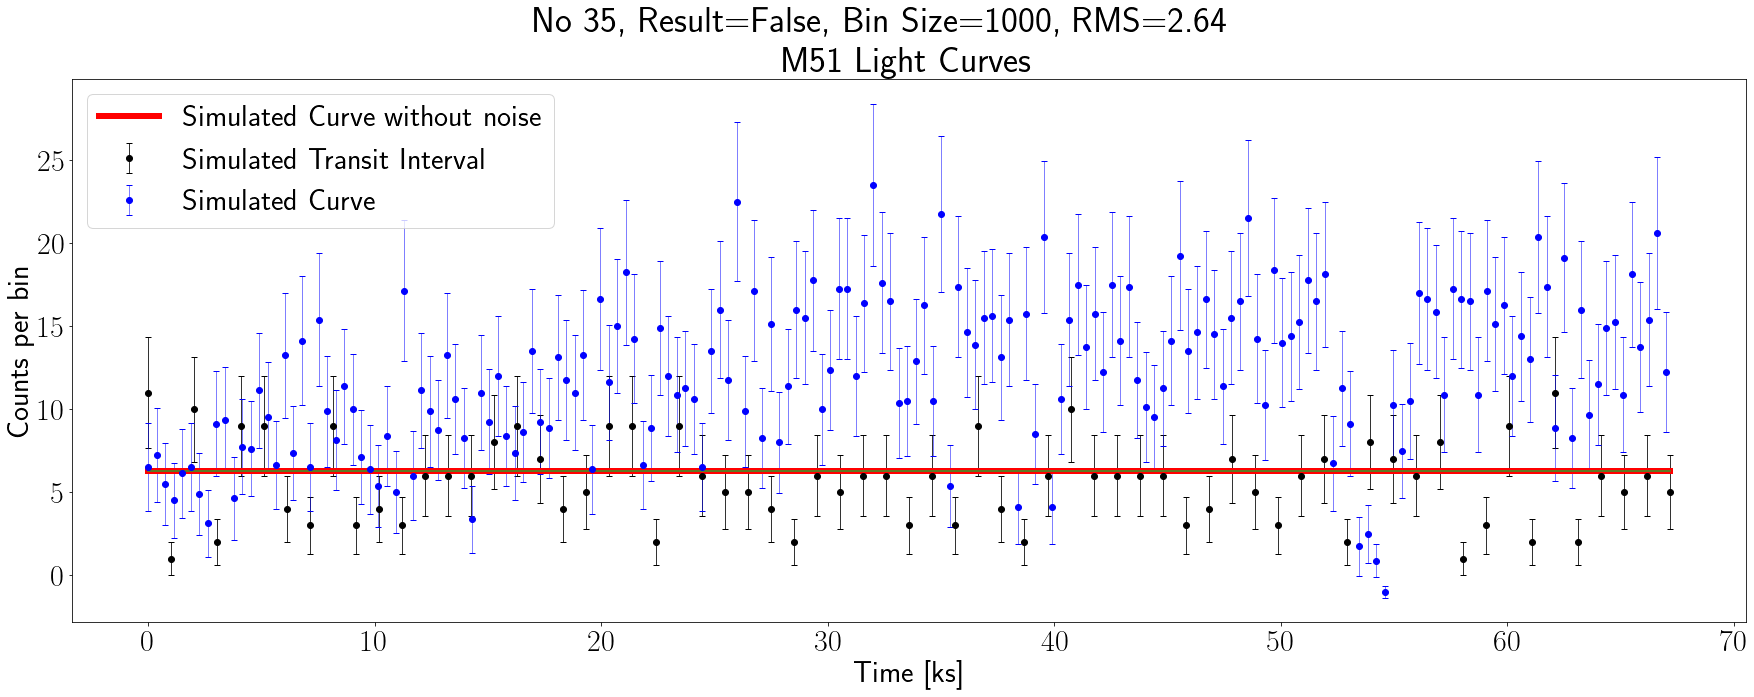 No 35, Result=False, Bin Size=1000, RMS=2.64
M51 Light Curves
Simulated Curve without noise
Simulated Transit Interval
Simulated Curve
Counts per bin
25
20
15
10
5
0
0 10 20 30 40 50 60 70
Time [ks]